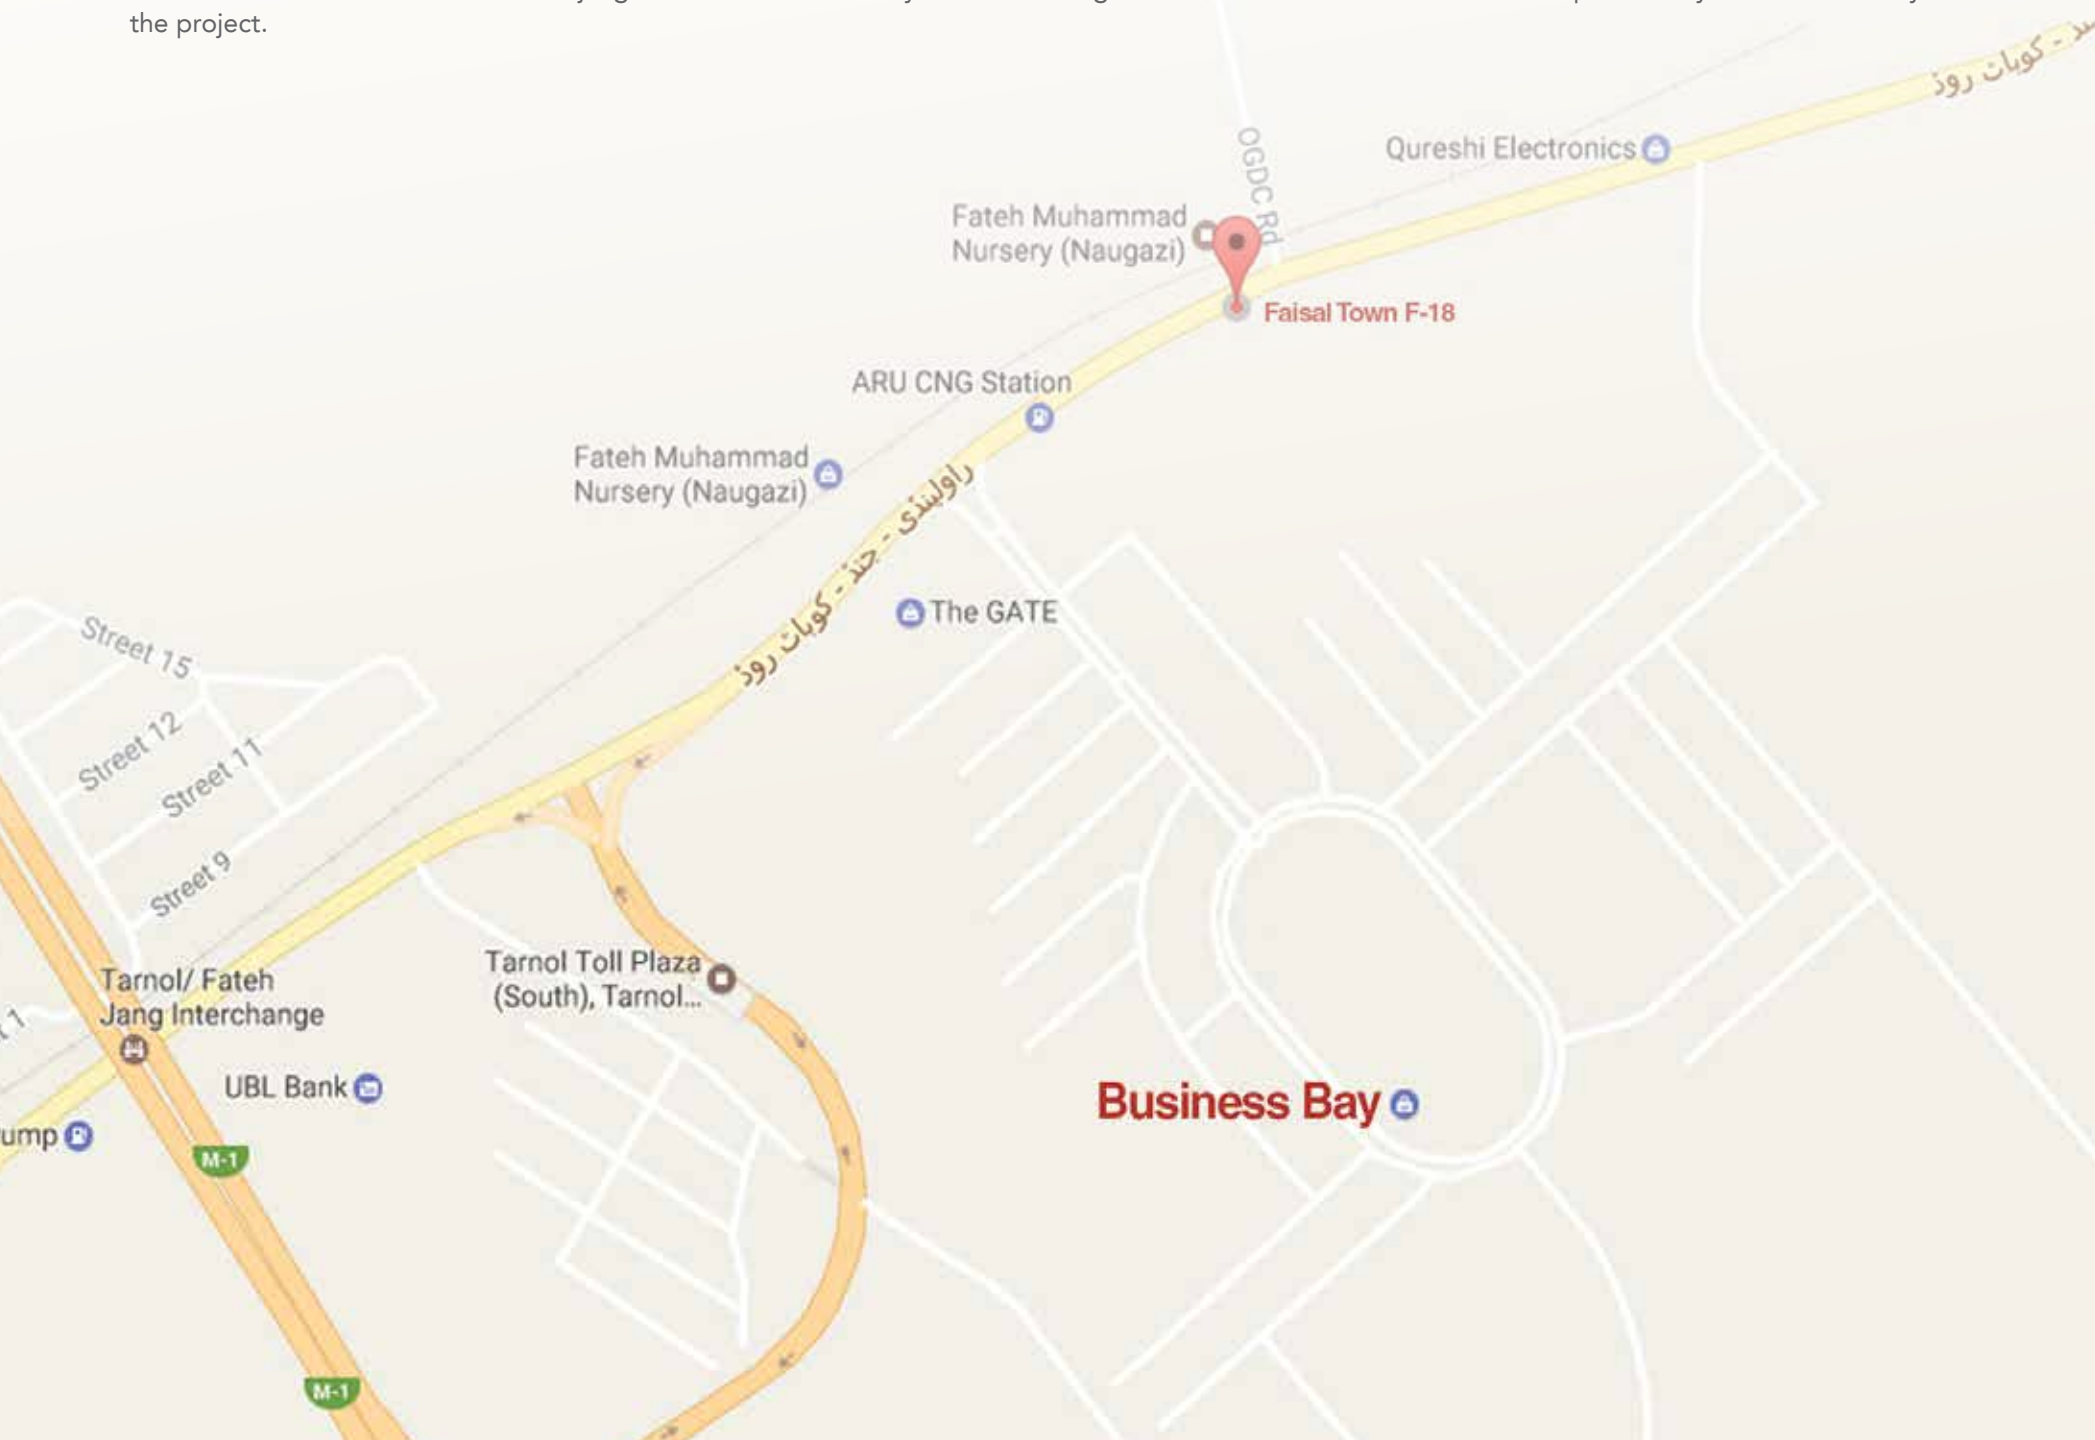 the project.
کوہاٹ روڈ
OGDC Rd
Qureshi Electronics
Fateh Muhammad
Nursery (Naugazi)
Faisal Town F-18
ARU CNG Station
Fateh Muhammad
Nursery (Naugazi)
راولپنڈی - جنڈ - کوہاٹ روڈ
The GATE
Street 15
Street 12
Street 11
Street 9
Tarnol Toll Plaza
(South), Tarnol...
Tarnol/ Fateh
Jang Interchange
UBL Bank
Business Bay
M-1
M-1